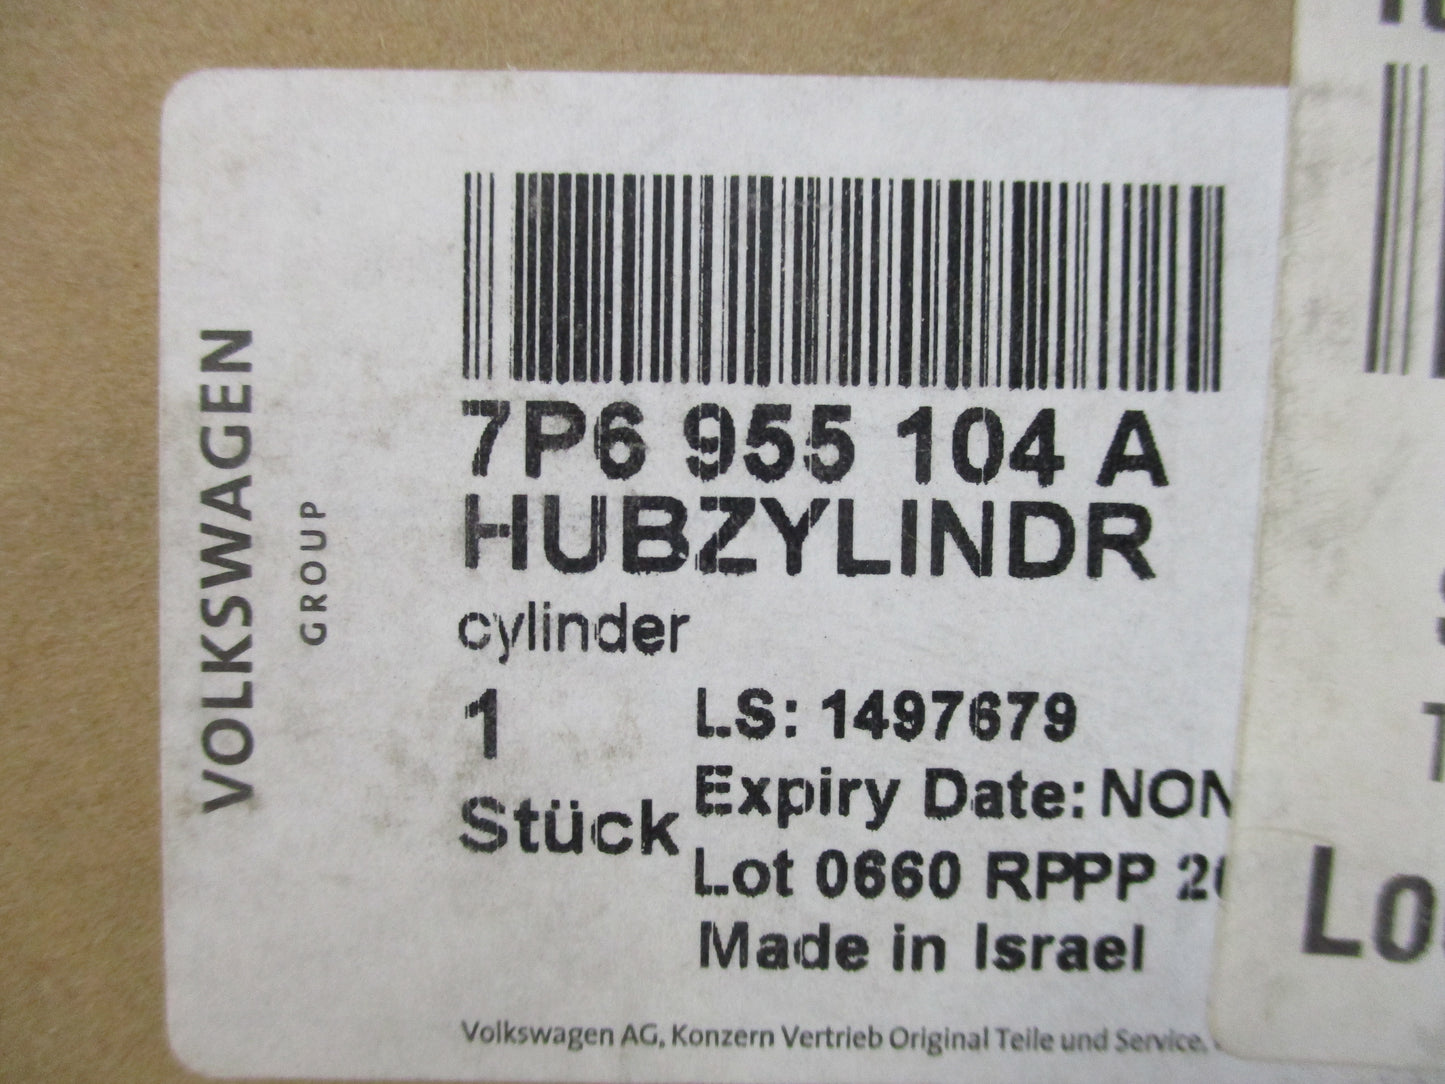 VOLKSWAGEN
GROUP
7P6 955 104 A
HUBZYLINDR
cylinder
1
Stück
LS: 1497679
Expiry Date: NON
Lot 0660 RPPP
Made in Israel
Volkswagen AG, Konzern Vertrieb Original Teile und Service,
Lo